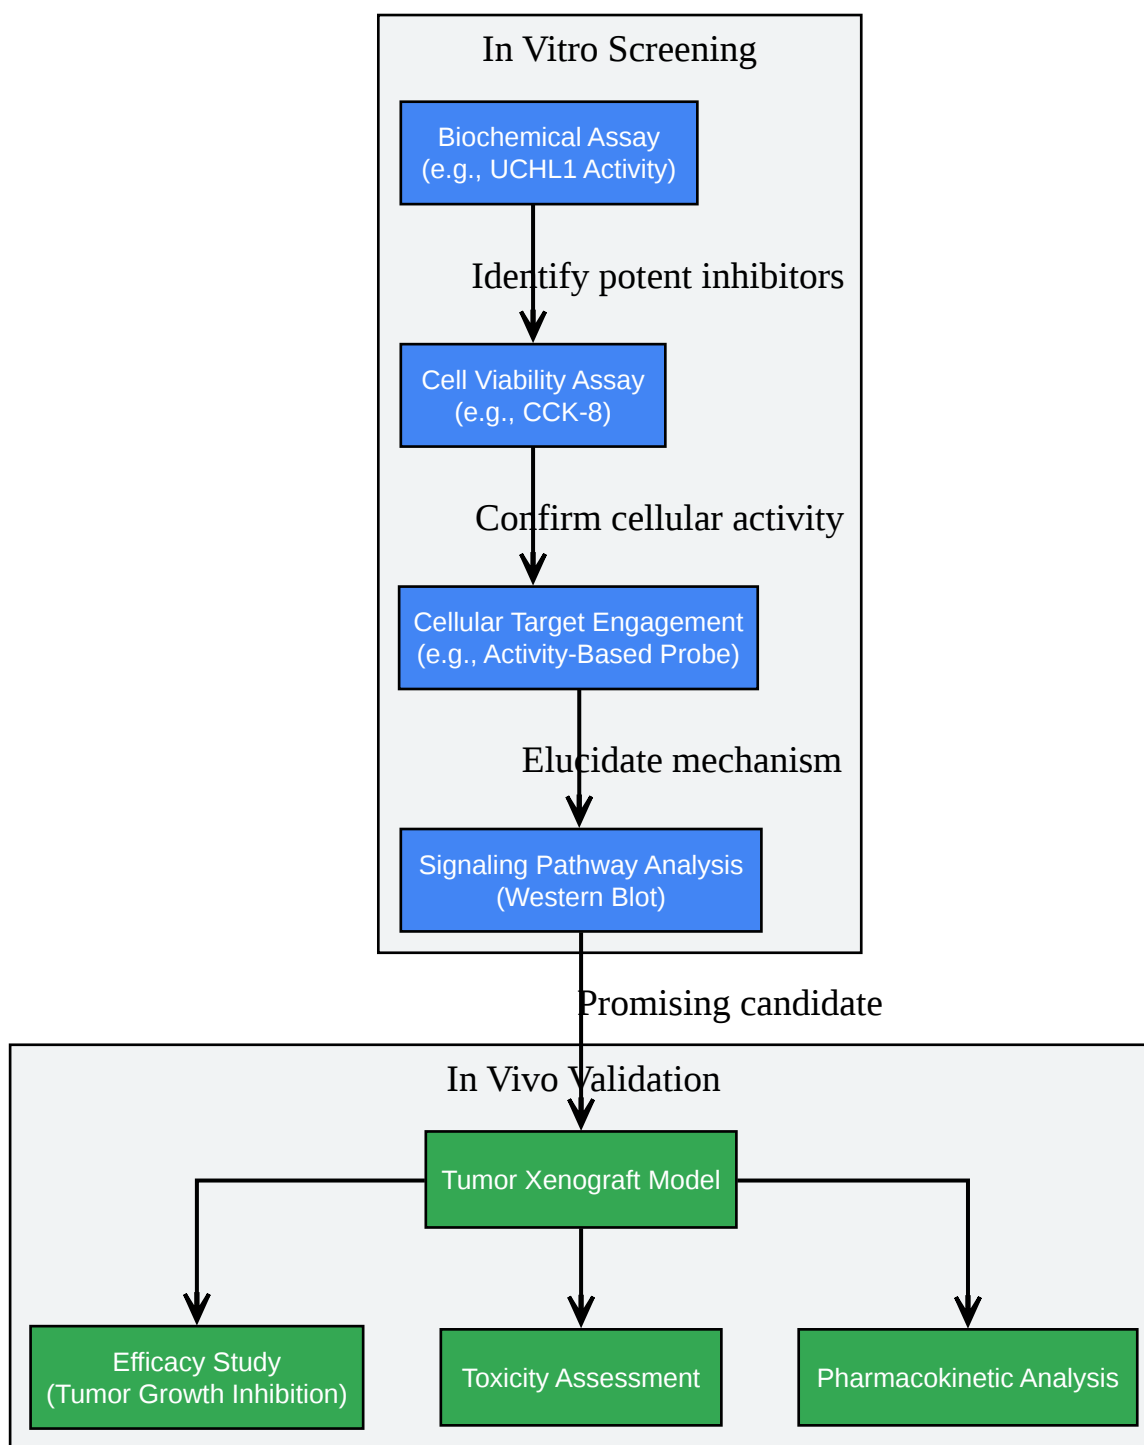 In Vitro Screening
Biochemical Assay
(e.g., UCHL1 Activity)
Identify potent inhibitors
Cell Viability Assay
(e.g., CCK-8)
Confirm cellular activity
Cellular Target Engagement
(e.g., Activity-Based Probe)
Elucidate mechanism
Signaling Pathway Analysis
(Western Blot)
Promising candidate
In Vivo Validation
Tumor Xenograft Model
Efficacy Study
(Tumor Growth Inhibition)
Toxicity Assessment
Pharmacokinetic Analysis